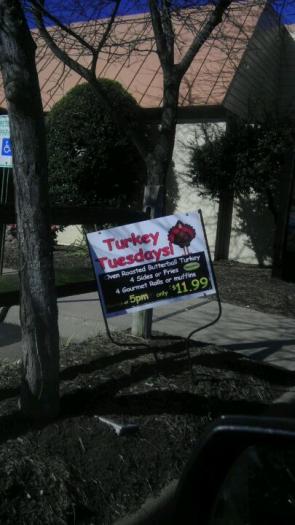 Turkey
Tuesdays!
Oven Roasted Butterball Turkey
4 Sides or Fries
4 Gourmet Rolls or muffins
5pm only $11.99